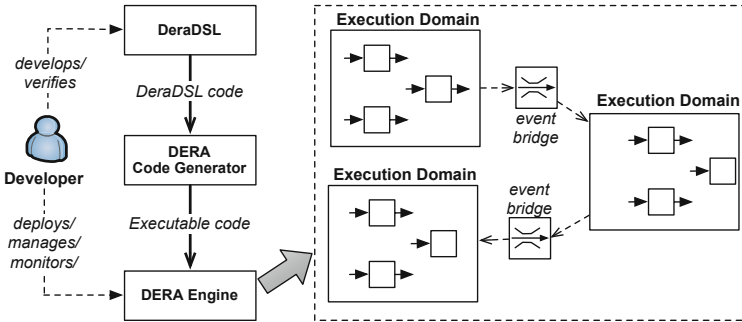 DeraDSL
develops/
verifies
DeraDSL code
Developer
DERA
Code Generator
Executable code
deploys/
manages/
monitors/
DERA Engine
Execution Domain
event
bridge
Execution Domain
Execution Domain
event
bridge